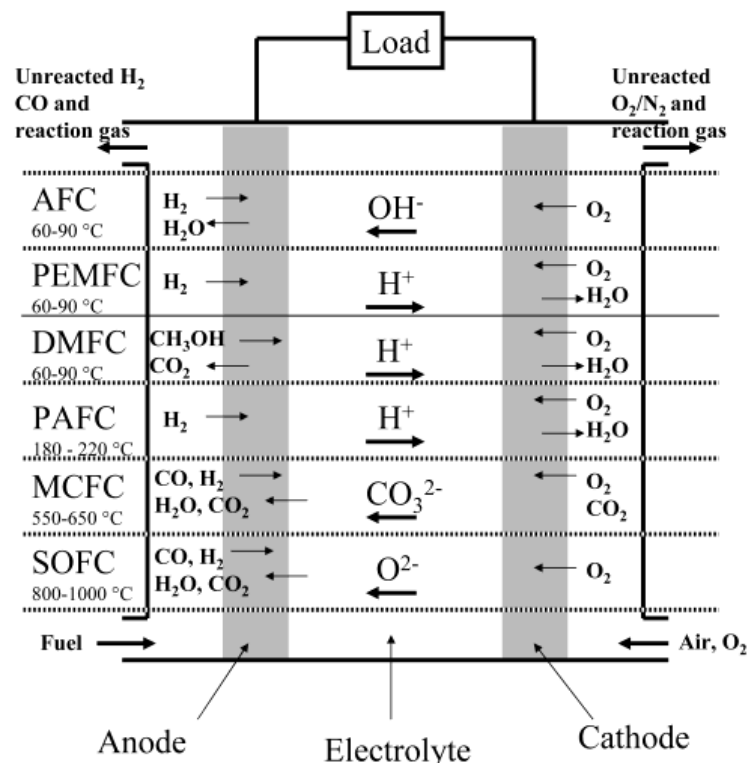 Load
Unreacted H₂
CO and
reaction gas
Unreacted
O₂/N₂ and
reaction gas
AFC
60-90 °C
H₂
H₂O
OH⁻
O₂
PEMFC
60-90 °C
H₂
H⁺
O₂
H₂O
DMFC
60-90 °C
CH₃OH
CO₂
H⁺
O₂
H₂O
PAFC
180 - 220 °C
H₂
H⁺
O₂
H₂O
MCFC
550-650 °C
CO, H₂
H₂O, CO₂
CO₃²⁻
O₂
CO₂
SOFC
800-1000 °C
CO, H₂
H₂O, CO₂
O²⁻
O₂
Fuel
Air, O₂
Anode
Electrolyte
Cathode